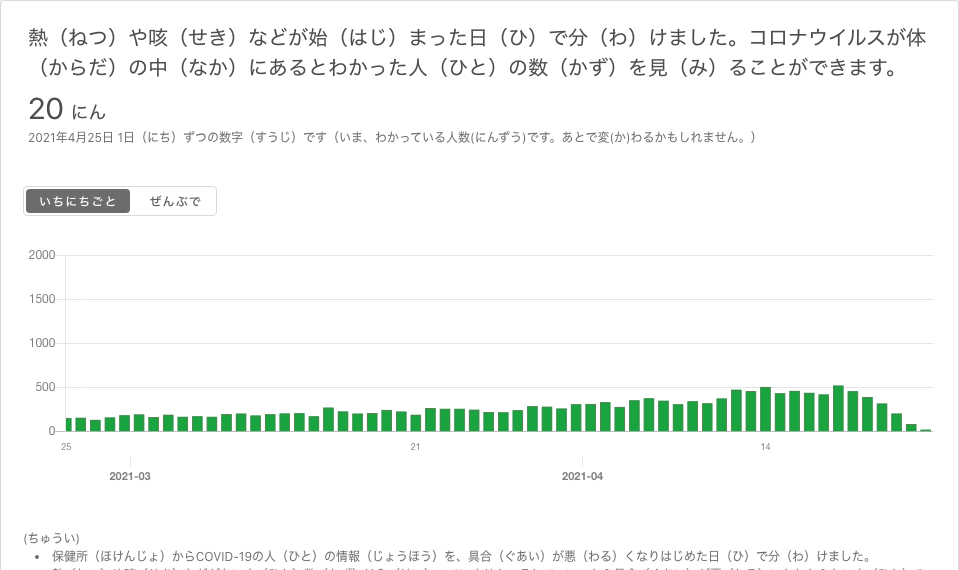 熱（ねつ）や咳（せき）などが始（はじ）まった日（ひ）で分（わ）けました。コロナウイルスが体
（からだ）の中（なか）にあるとわかった人（ひと）の数（かず）を見（み）ることができます。
20 にん
2021年4月25日 1日（にち）ずつの数字（すうじ）です（いま、わかっている人数(にんずう)です。あとで変(か)わるかもしれません。）
いちにちごと ぜんぶで
2000
1500
1000
500
0
25 21 14
2021-03 2021-04
(ちゅうい)
• 保健所（ほけんじょ）からCOVID-19の人（ひと）の情報（じょうほう）を、具合（ぐあい）が悪（わる）くなりはじめた日（ひ）で分（わ）けました。